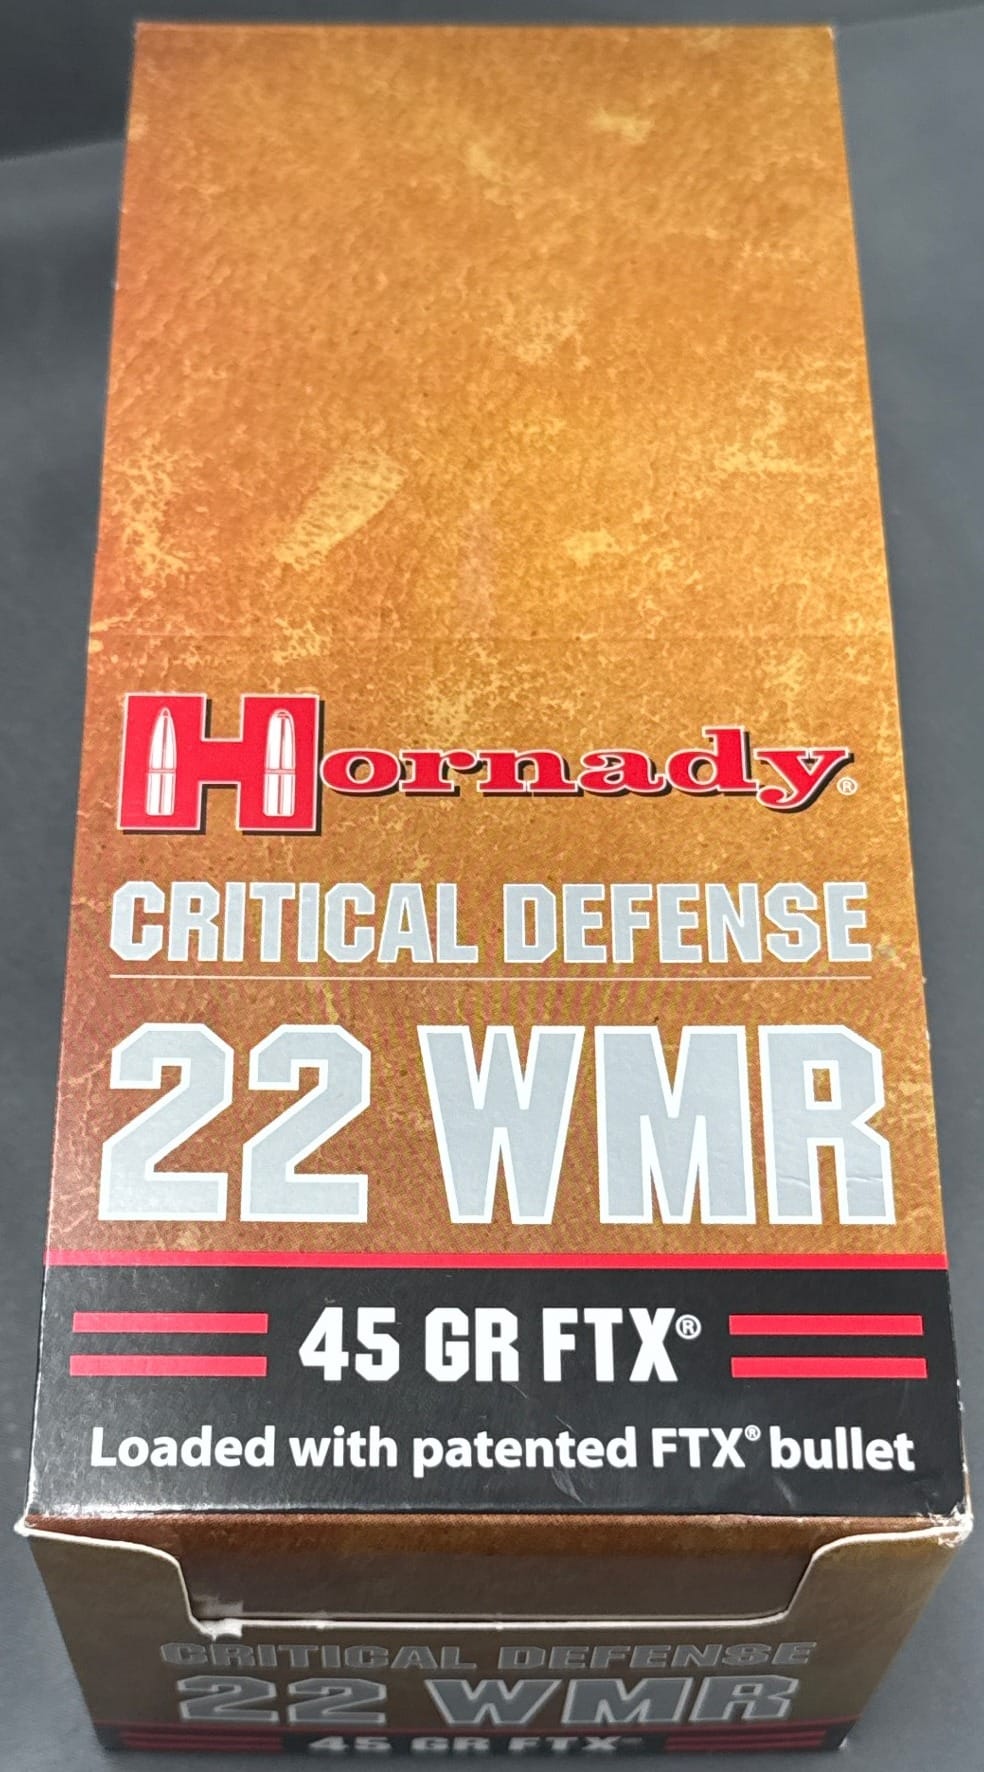 Hornady®
CRITICAL DEFENSE
22 WMR
45 GR FTX®
Loaded with patented FTX® bullet
CRITICAL DEFENSE
22 WMR
45 GR FTX®